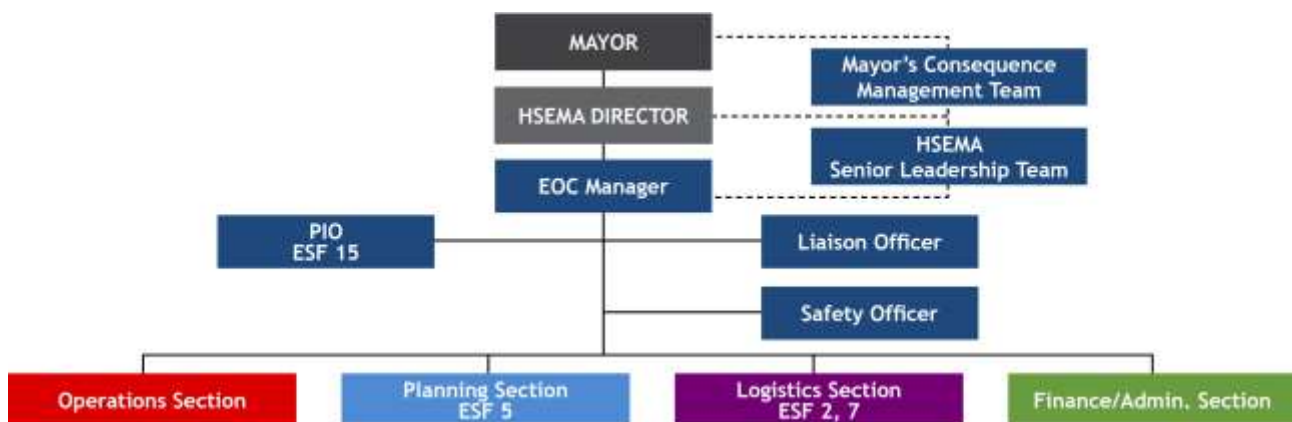 MAYOR
Mayor's Consequence
Management Team
HSEMA DIRECTOR
HSEMA
Senior Leadership Team
EOC Manager
PIO
ESF 15
Liaison Officer
Safety Officer
Operations Section
Planning Section
ESF 5
Logistics Section
ESF 2, 7
Finance/Admin. Section